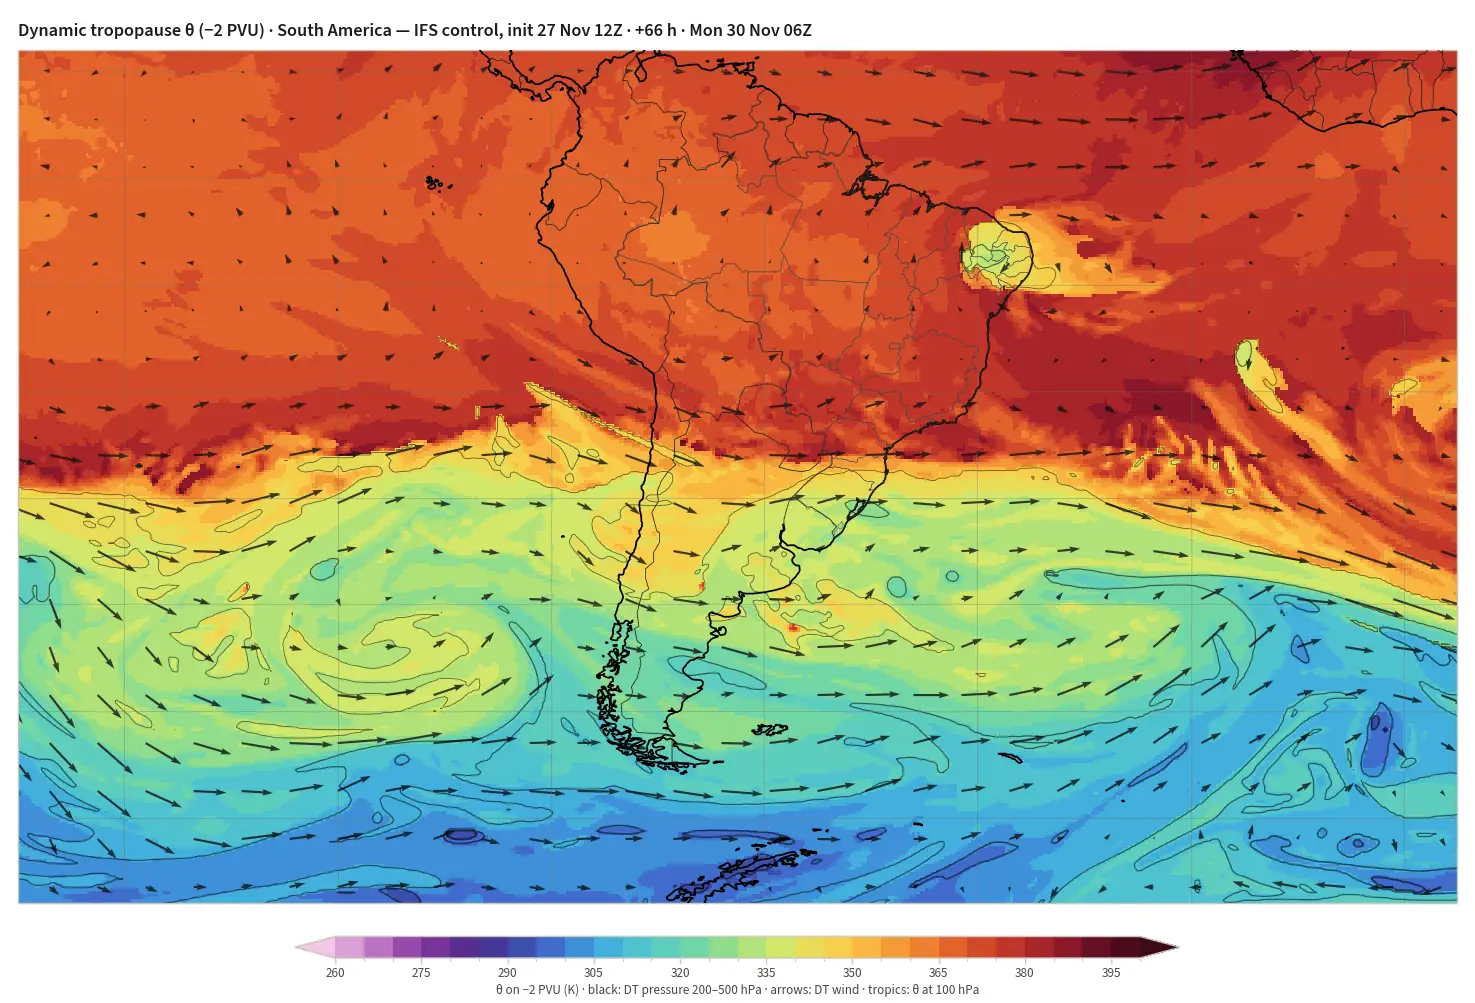 Dynamic tropopause θ (−2 PVU) · South America — IFS control, init 27 Nov 12Z · +66 h · Mon 30 Nov 06Z
260 275 290 305 320 335 350 365 380 395
θ on −2 PVU (K) · black: DT pressure 200–500 hPa · arrows: DT wind · tropics: θ at 100 hPa